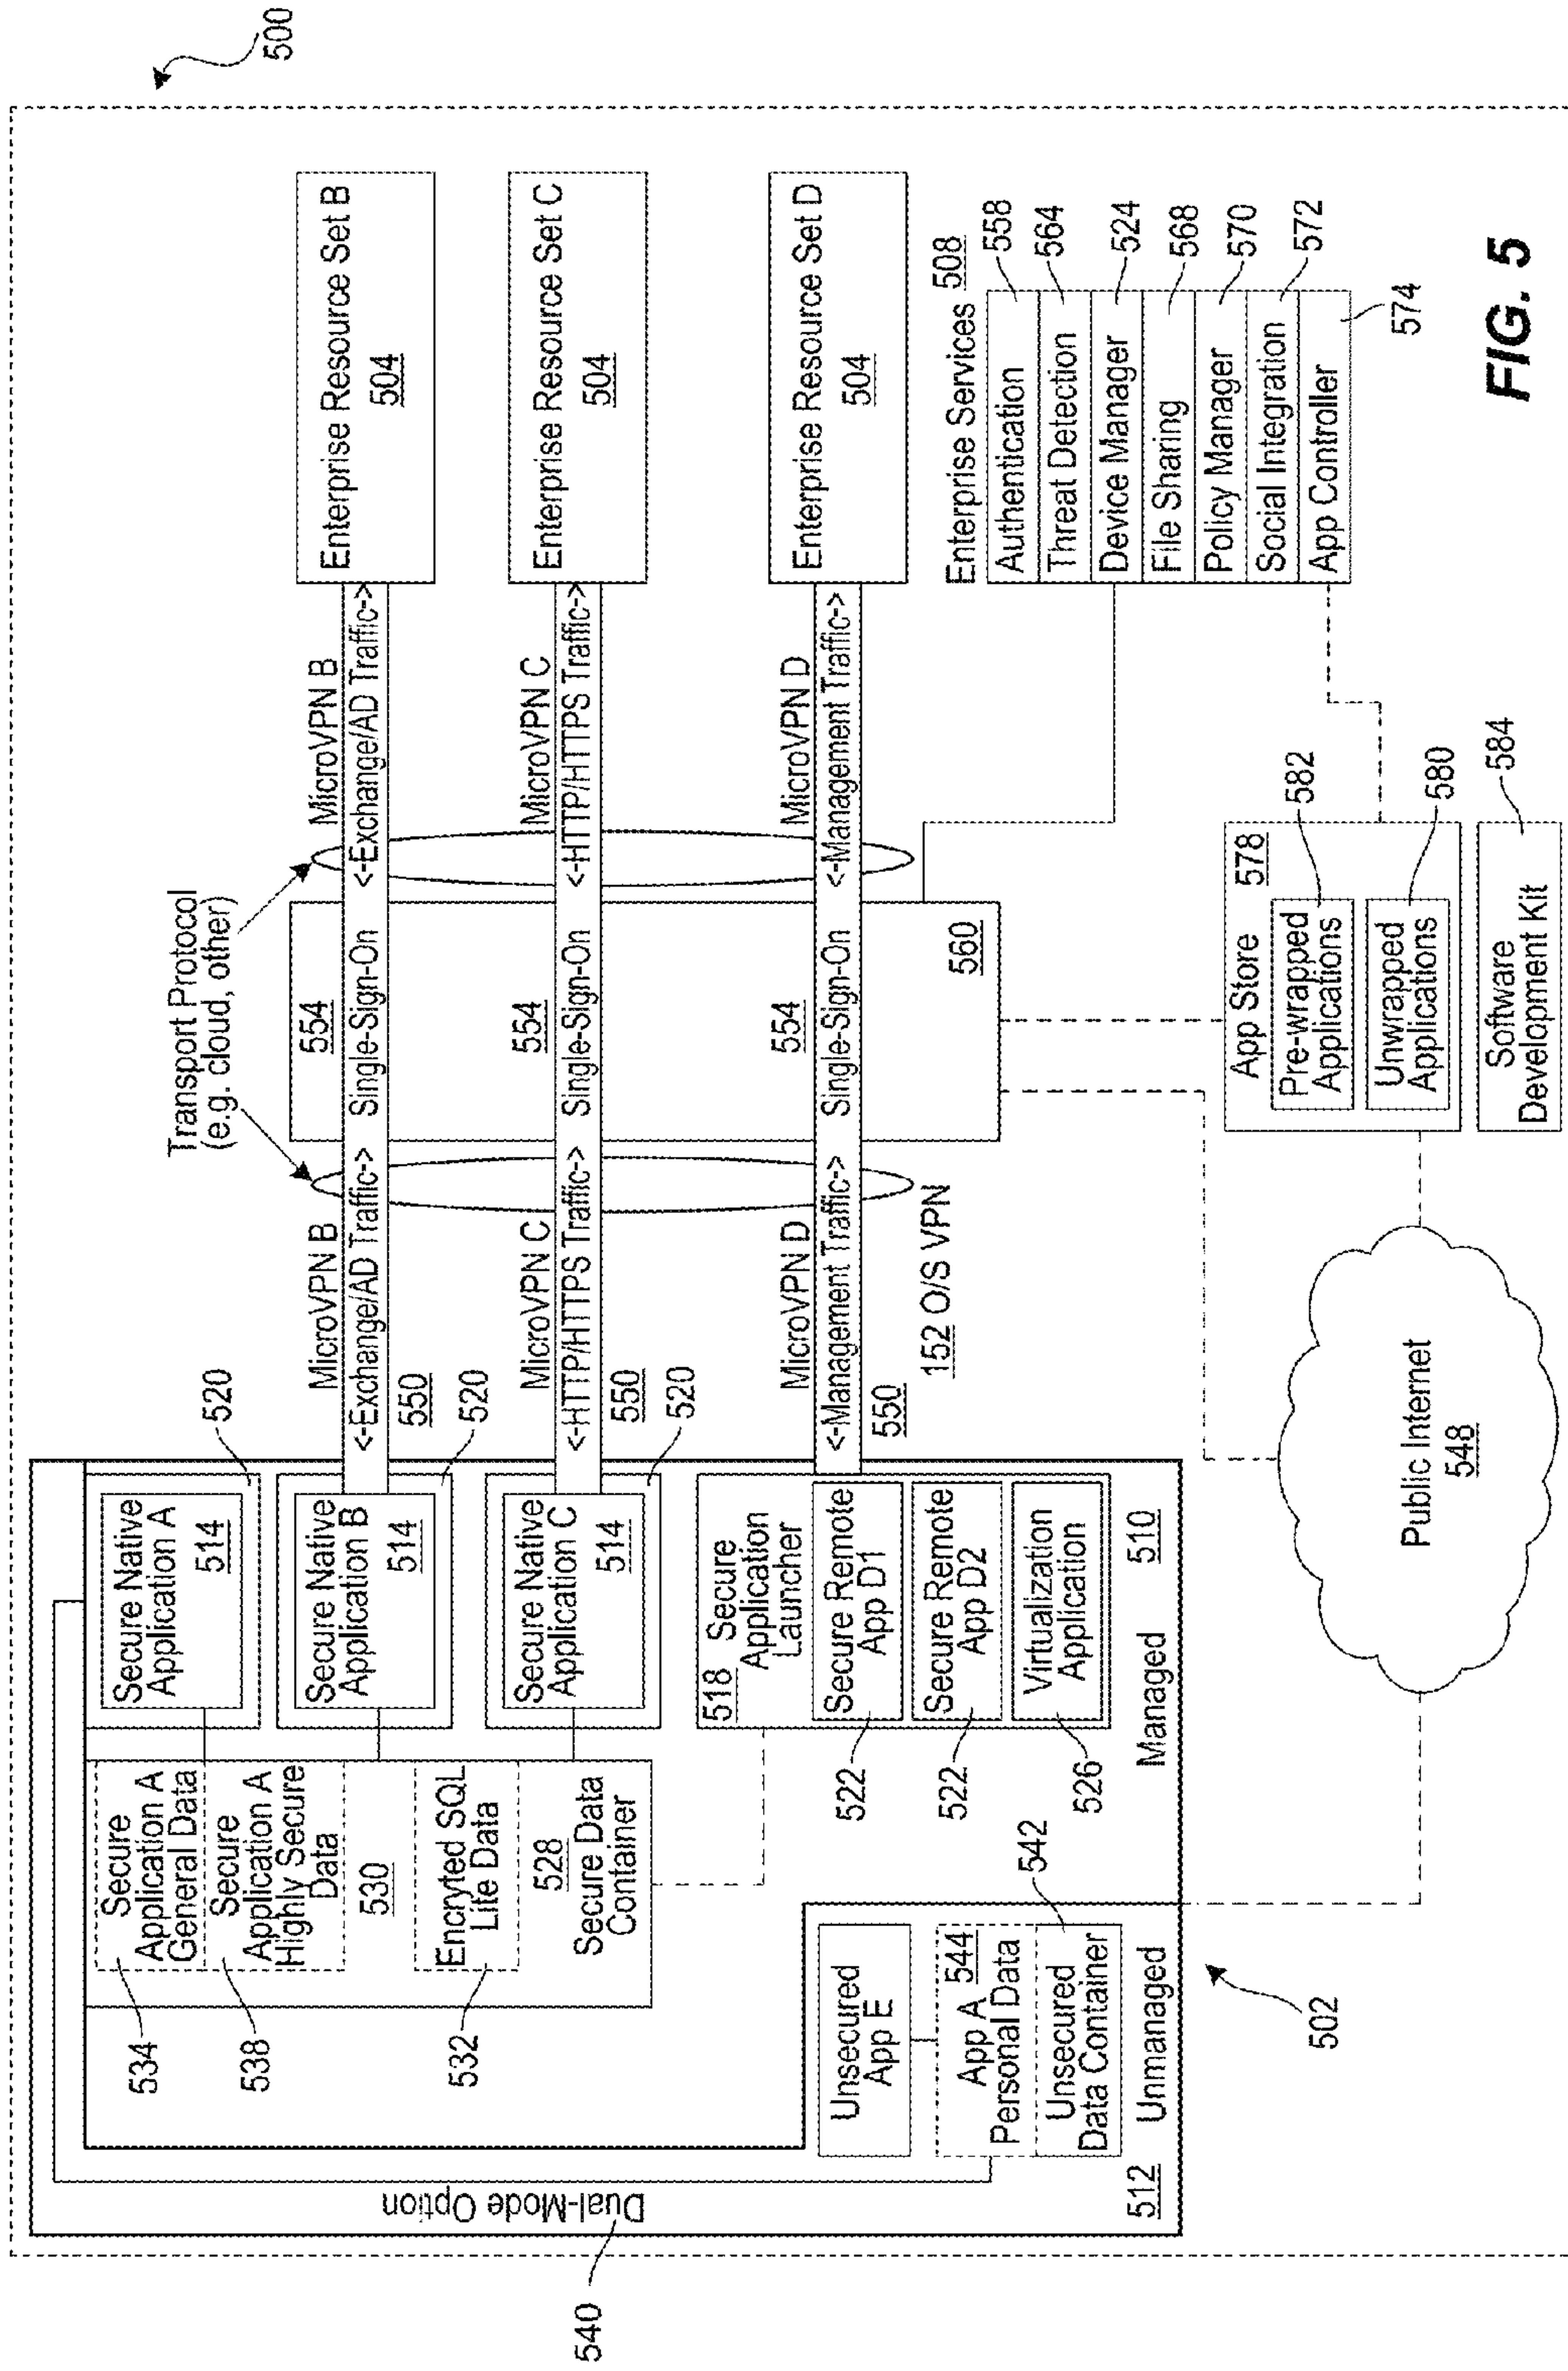 500
540
Dual-Mode Option
534
538
532
Secure
Application A
General Data
Secure
Application A
Highly Secure
Data
530
Encryted SQL
Lite Data
528
Secure Data
Container
Secure Native
Application A
514
520
Secure Native
Application B
514
520
Secure Native
Application C
514
520
518 Secure
Application
Launcher
Secure Remote
App D1
522
Secure Remote
App D2
522
Virtualization
Application
526
Managed
510
Unsecured
App E
544
App A
Personal Data
542
Unsecured
Data Container
Unmanaged
512
502
Transport Protocol
(e.g. cloud, other)
MicroVPN B
<-Exchange/AD Traffic->
550
554
Single-Sign-On
MicroVPN B
<-Exchange/AD Traffic->
Enterprise Resource Set B
504
MicroVPN C
<-HTTP/HTTPS Traffic->
550
554
Single-Sign-On
MicroVPN C
<-HTTP/HTTPS Traffic->
Enterprise Resource Set C
504
MicroVPN D
<-Management Traffic->
550
554
Single-Sign-On
MicroVPN D
<-Management Traffic->
Enterprise Resource Set D
504
152 O/S VPN
560
Enterprise Services 508
Authentication
558
Threat Detection
564
Device Manager
524
File Sharing
568
Policy Manager
570
Social Integration
572
App Controller
574
Public Internet
548
App Store 578
Pre-wrapped
Applications
582
Unwrapped
Applications
580
Software
Development Kit
584
FIG. 5